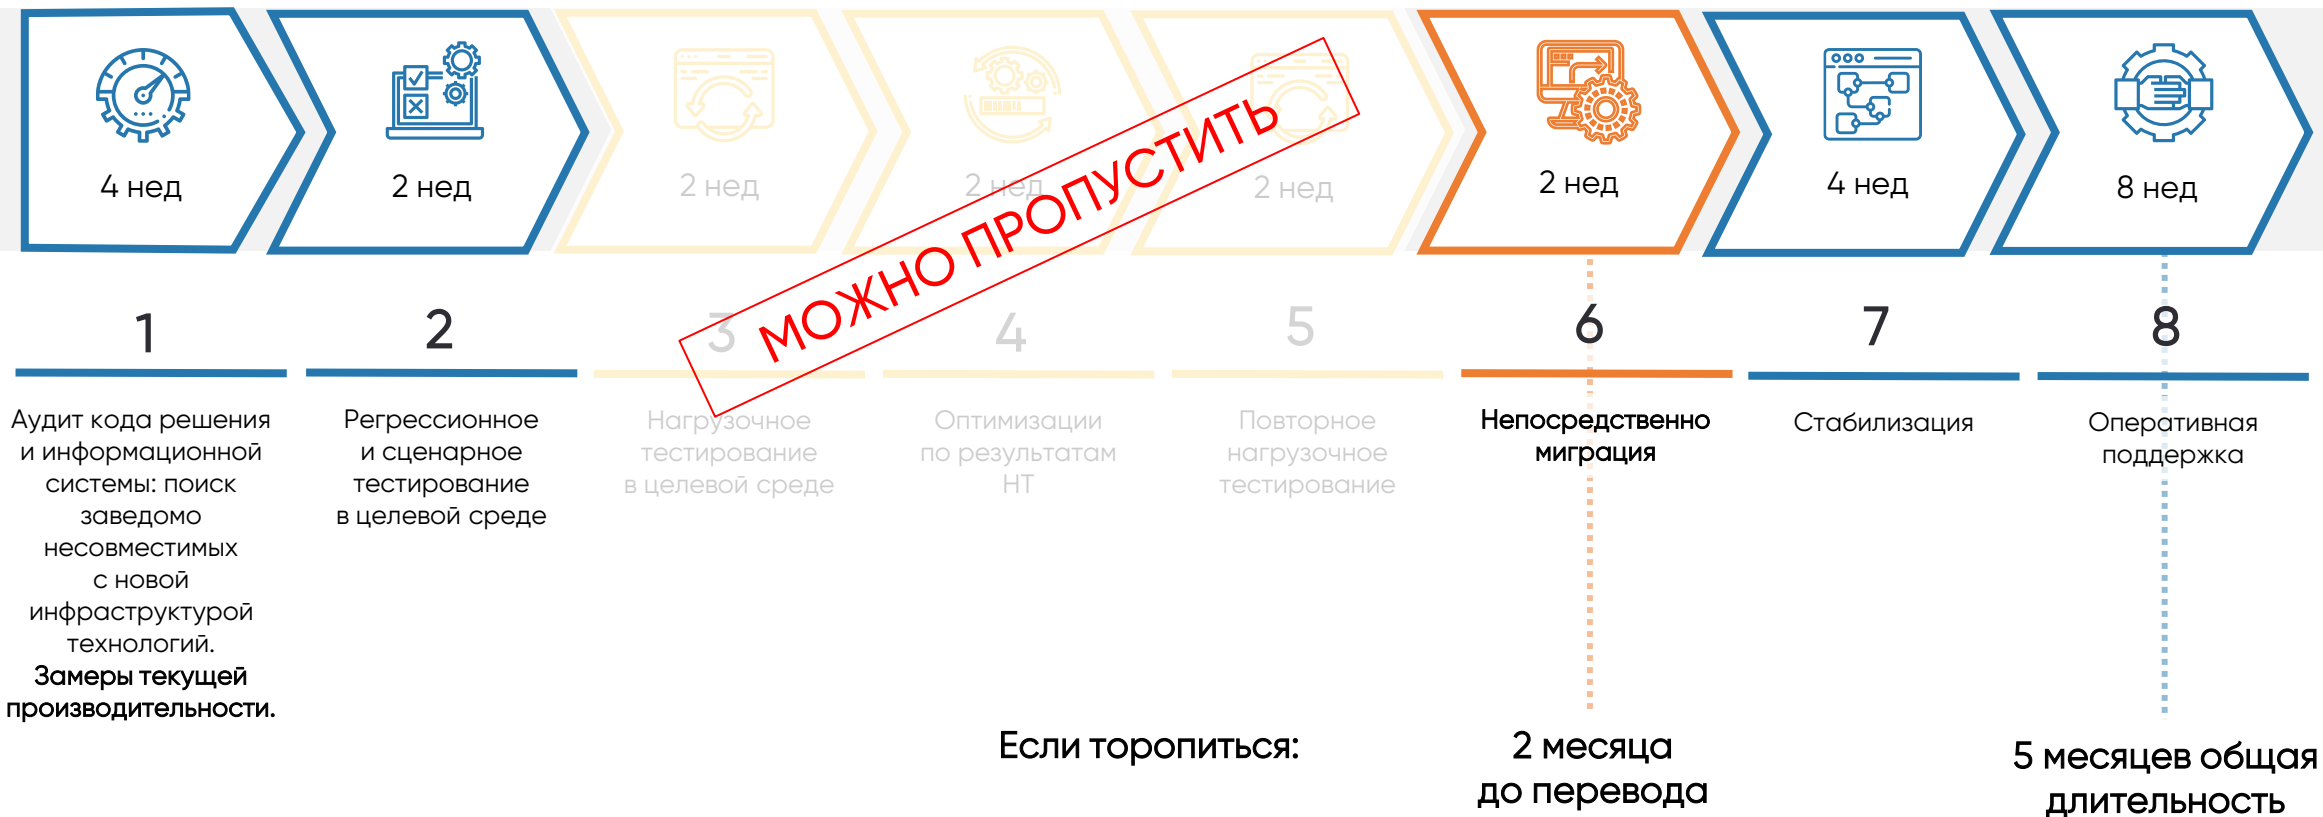 4 нед
2 нед
2 нед
2 нед
2 нед
2 нед
4 нед
8 нед
МОЖНО ПРОПУСТИТЬ
1
2
3
4
5
6
7
8
Аудит кода решения
и информационной
системы: поиск
заведомо
несовместимых
с новой
инфраструктурой
технологий.
Замеры текущей
производительности.
Регрессионное
и сценарное
тестирование
в целевой среде
Нагрузочное
тестирование
в целевой среде
Оптимизации
по результатам
НТ
Повторное
нагрузочное
тестирование
Непосредственно
миграция
Стабилизация
Оперативная
поддержка
Если торопиться:
2 месяца
до перевода
5 месяцев общая
длительность